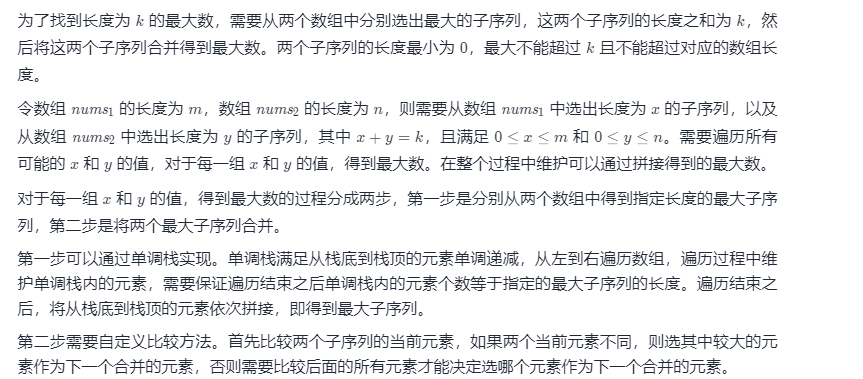 为了找到长度为 k 的最大数，需要从两个数组中分别选出最大的子序列，这两个子序列的长度之和为 k，然
后将这两个子序列合并得到最大数。两个子序列的长度最小为 0，最大不能超过 k 且不能超过对应的数组长
度。
令数组 nums₁ 的长度为 m，数组 nums₂ 的长度为 n，则需要从数组 nums₁ 中选出长度为 x 的子序列，以及
从数组 nums₂ 中选出长度为 y 的子序列，其中 x + y = k，且满足 0 ≤ x ≤ m 和 0 ≤ y ≤ n。需要遍历所有
可能的 x 和 y 的值，对于每一组 x 和 y 的值，得到最大数。在整个过程中维护可以通过拼接得到的最大数。
对于每一组 x 和 y 的值，得到最大数的过程分成两步，第一步是分别从两个数组中得到指定长度的最大子序
列，第二步是将两个最大子序列合并。
第一步可以通过单调栈实现。单调栈满足从栈底到栈顶的元素单调递减，从左到右遍历数组，遍历过程中维
护单调栈内的元素，需要保证遍历结束之后单调栈内的元素个数等于指定的最大子序列的长度。遍历结束之
后，将从栈底到栈顶的元素依次拼接，即得到最大子序列。
第二步需要自定义比较方法。首先比较两个子序列的当前元素，如果两个当前元素不同，则选其中较大的元
素作为下一个合并的元素，否则需要比较后面的所有元素才能决定选哪个元素作为下一个合并的元素。